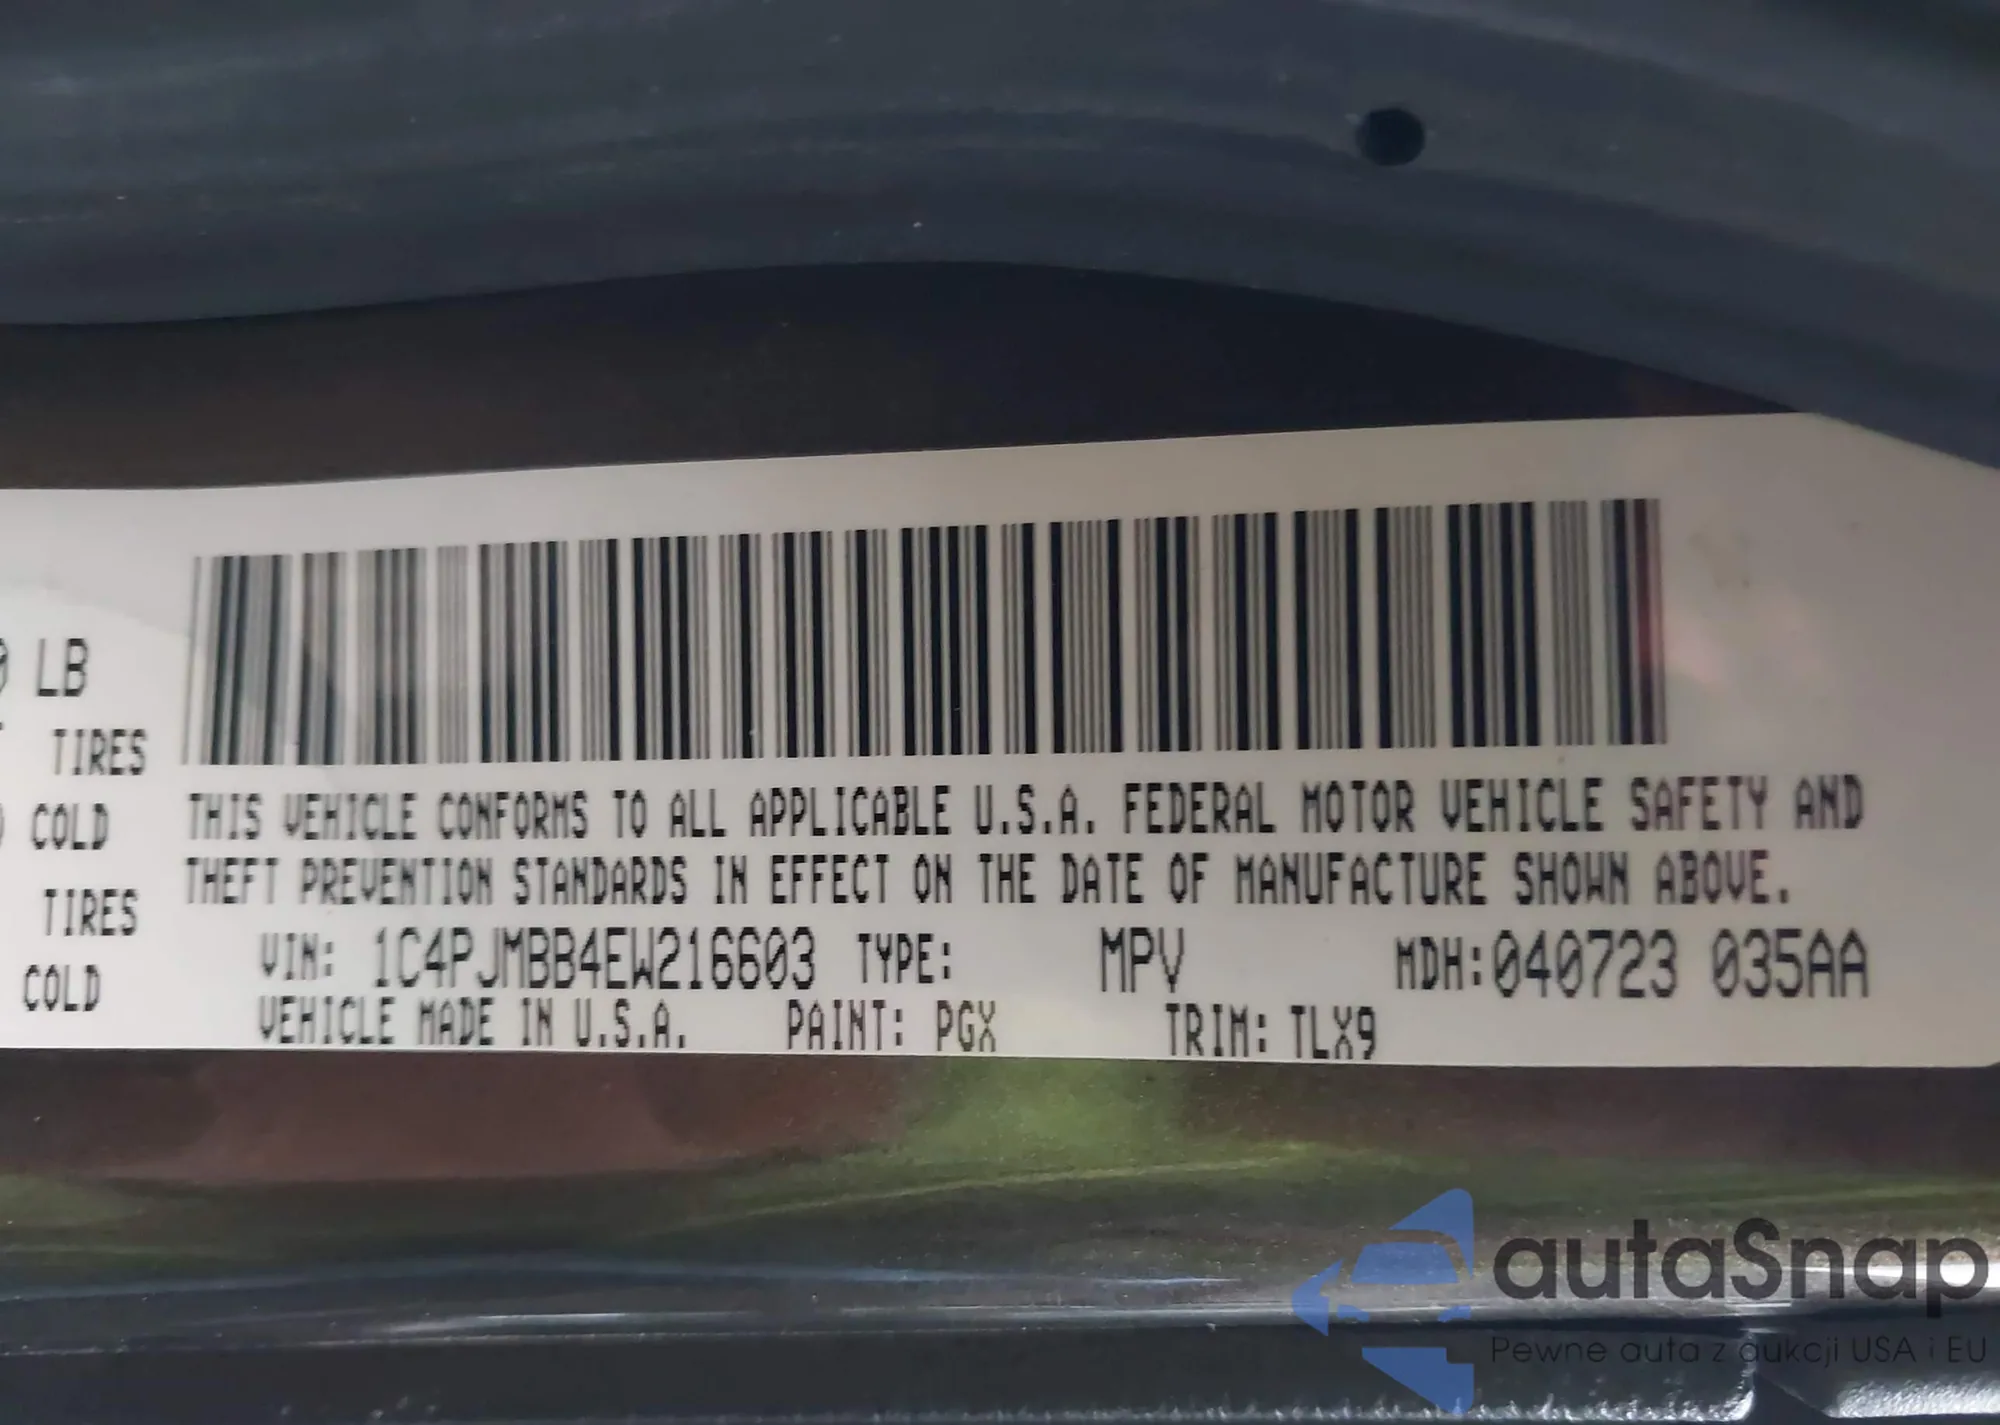 LB
TIRES
COLD
TIRES
COLD
THIS VEHICLE CONFORMS TO ALL APPLICABLE U.S.A. FEDERAL MOTOR VEHICLE SAFETY AND
THEFT PREVENTION STANDARDS IN EFFECT ON THE DATE OF MANUFACTURE SHOWN ABOVE.
VIN: 1C4PJMBB4EW216603 TYPE: MPV MDH:040723 035AA
VEHICLE MADE IN U.S.A. PAINT: PGX TRIM: TLX9
autaSnap
Pewne auta z aukcji USA i EU